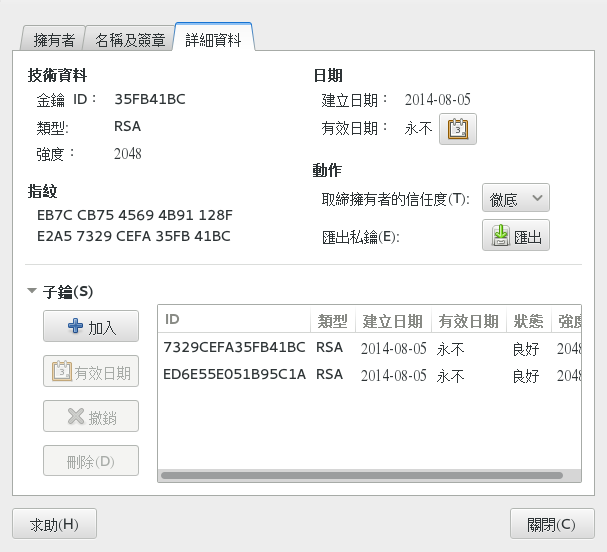 擁有者 名稱及簽章 詳細資料
技術資料
金鑰 ID： 35FB41BC
類型: RSA
強度： 2048
指紋
EB7C CB75 4569 4B91 128F
E2A5 7329 CEFA 35FB 41BC
日期
建立日期： 2014-08-05
有效日期： 永不
動作
取締擁有者的信任度(T): 徹底
匯出私鑰(E): 匯出
子鑰(S)
加入
有效日期
撤銷
刪除(D)
ID 類型 建立日期 有效日期 狀態 強度
7329CEFA35FB41BC RSA 2014-08-05 永不 良好 2048
ED6E55E051B95C1A RSA 2014-08-05 永不 良好 2048
求助(H) 關閉(C)